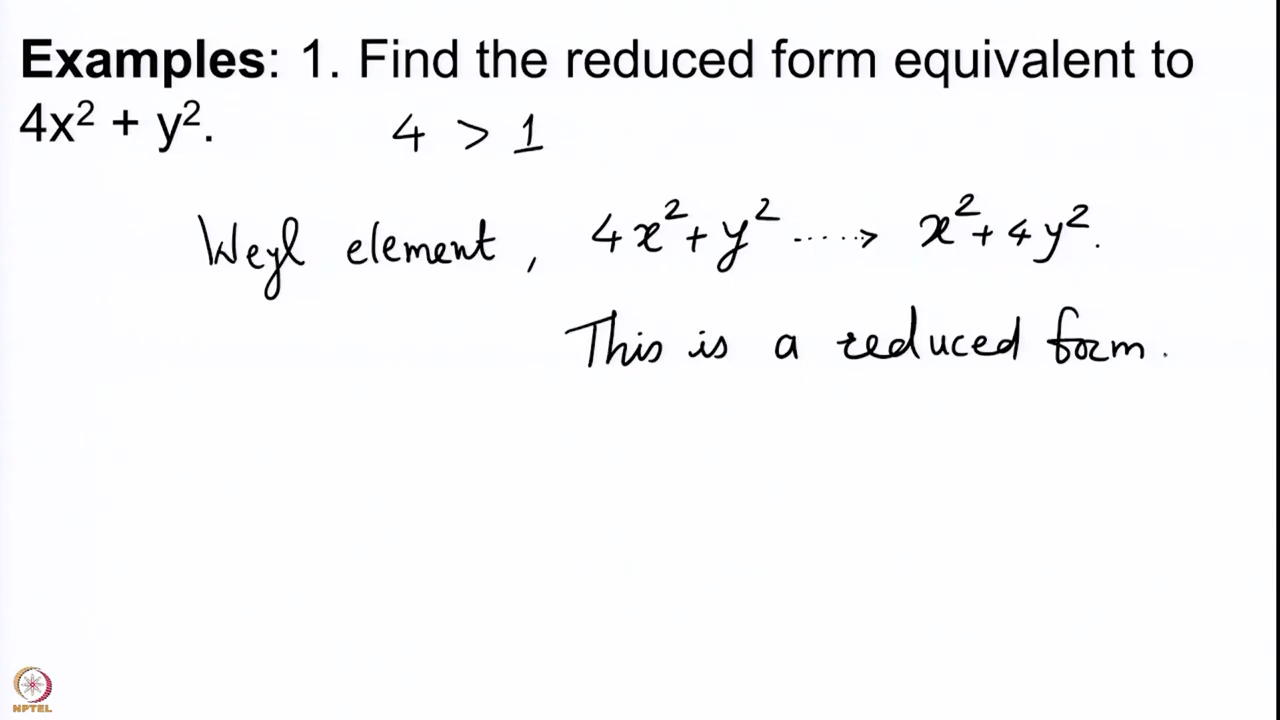 Examples: 1. Find the reduced form equivalent to
4x² + y². 4 > 1
Weyl element, 4x² + y² ·····> x² + 4y².
This is a reduced form.
NPTEL